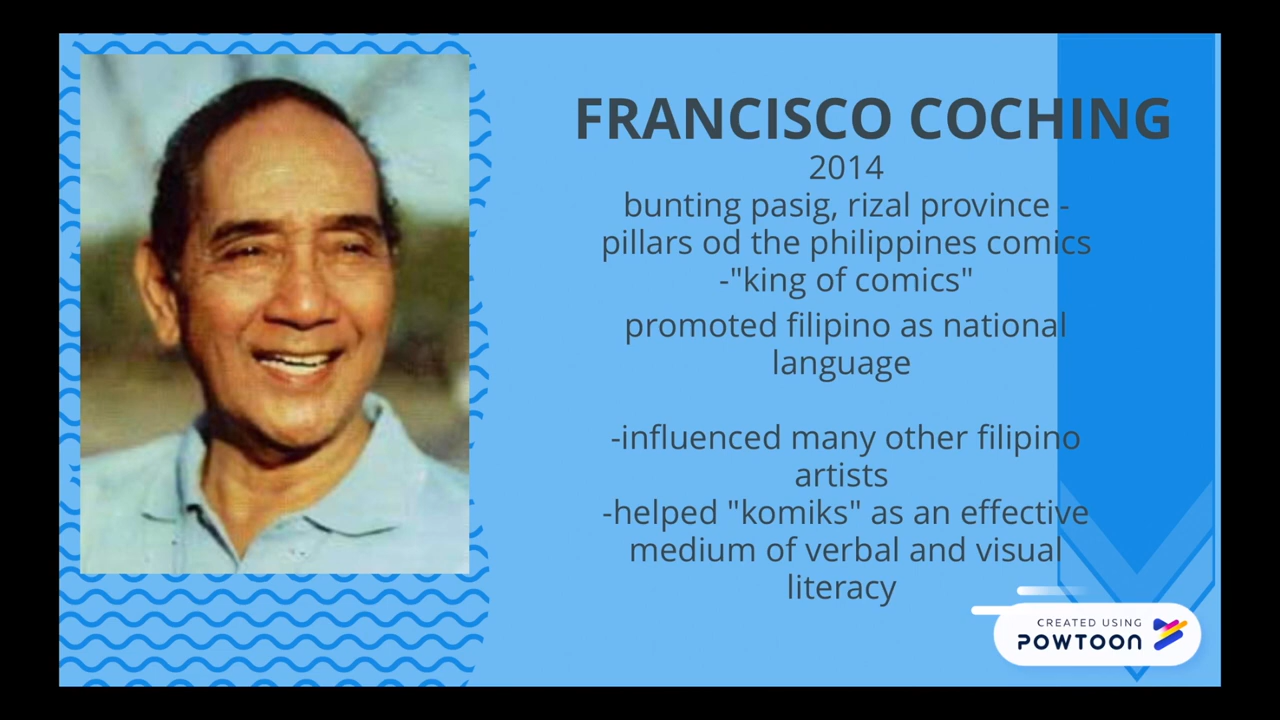 FRANCISCO COCHING
2014
bunting pasig, rizal province -
pillars od the philippines comics
-"king of comics"
promoted filipino as national
language
-influenced many other filipino
artists
-helped "komiks" as an effective
medium of verbal and visual
literacy
CREATED USING
POWTOON